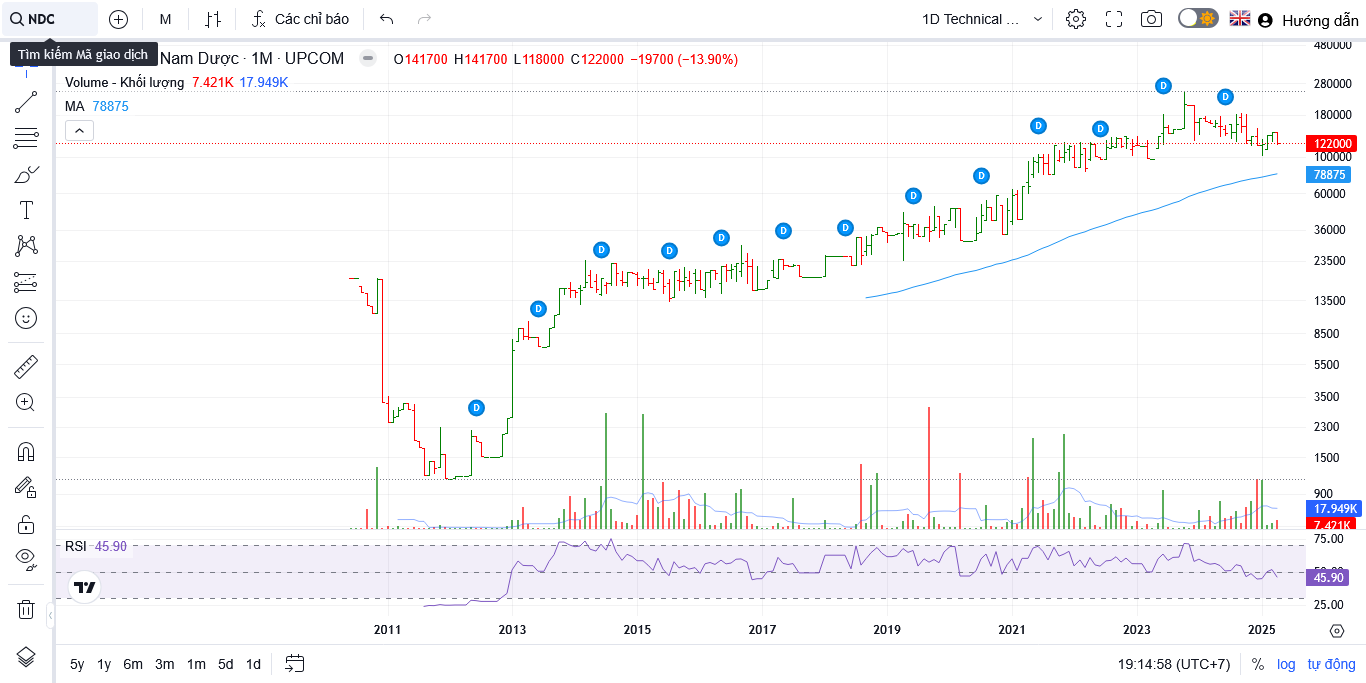 NDC
M
Các chỉ báo
1D Technical ...
Hướng dẫn
Tìm kiếm Mã giao dịch
Nam Dược · 1M · UPCOM
O141700 H141700 L118000 C122000 −19700 (−13.90%)
Volume - Khối lượng 7.421K 17.949K
MA 78875
480000
280000
180000
122000
100000
78875
60000
36000
23500
13500
8500
5500
3500
2300
1500
900
17.949K
7.421K
D
D
D
D
D
D
D
D
D
D
D
D
D
D
RSI 45.90
75.00
50.00
45.90
25.00
2011 2013 2015 2017 2019 2021 2023 2025
5y 1y 6m 3m 1m 5d 1d
19:14:58 (UTC+7)
% log tự động